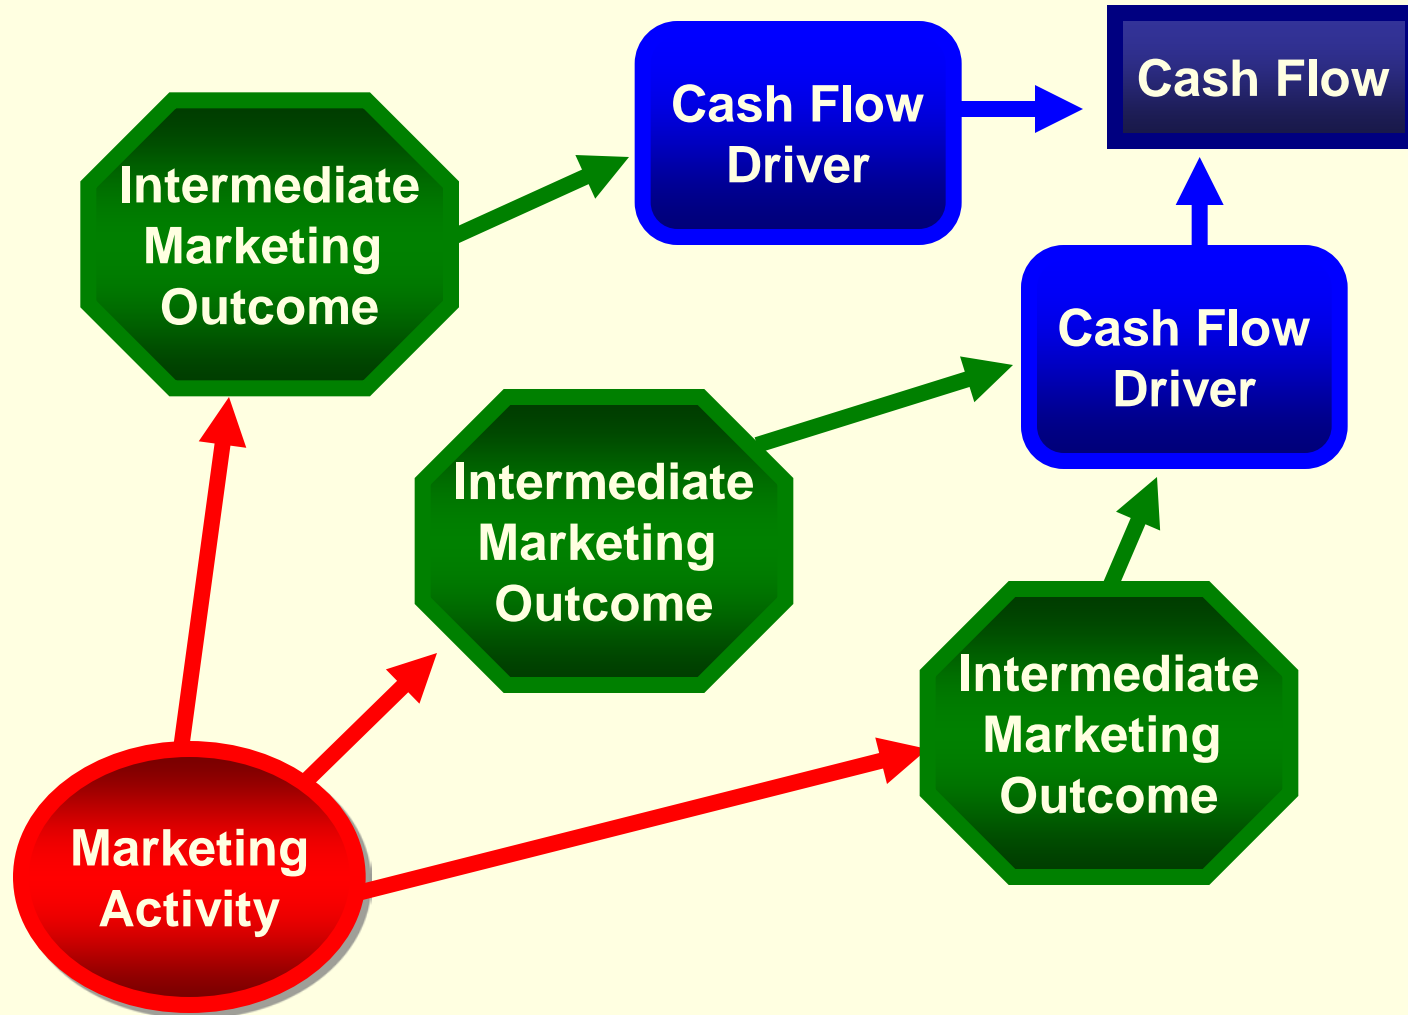 Cash Flow
Cash Flow
Driver
Intermediate
Marketing
Outcome
Cash Flow
Driver
Intermediate
Marketing
Outcome
Intermediate
Marketing
Outcome
Marketing
Activity